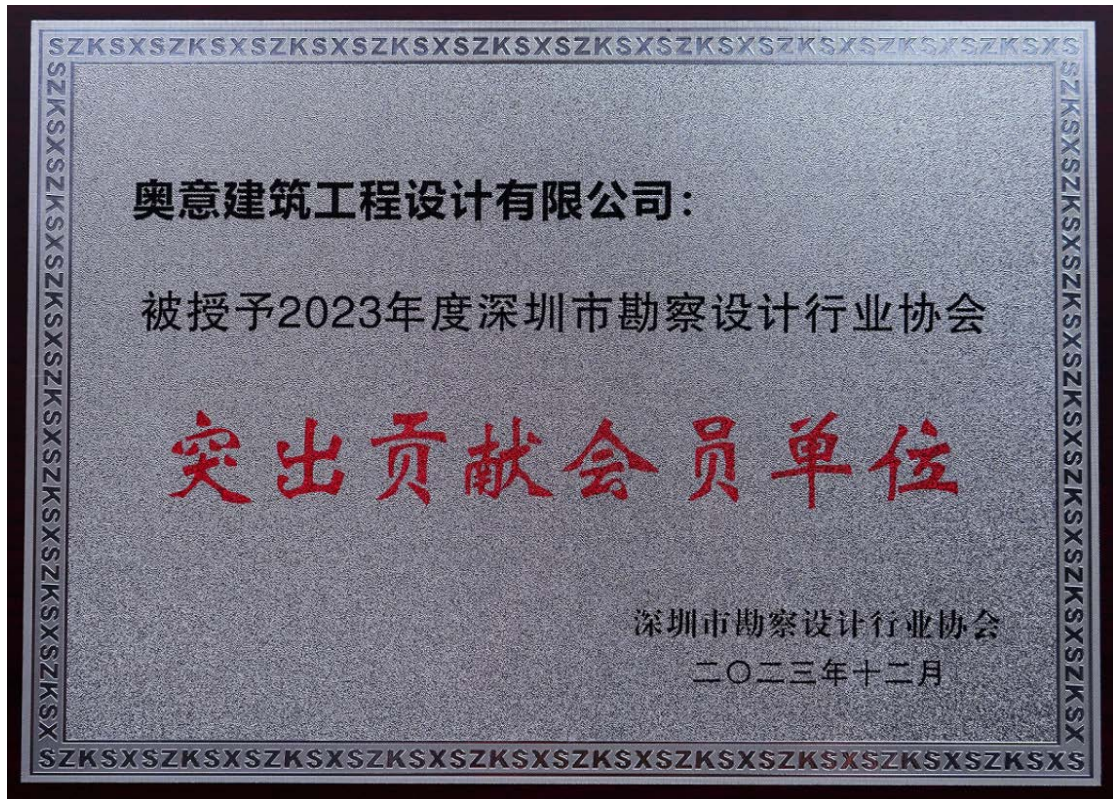 SZKSXSZKSXSZKSXSZKSXSZKSXSZKSXSZKSXSZKSXSZKSXSZKSXS
奥意建筑工程设计有限公司：
被授予2023年度深圳市勘察设计行业协会
突出贡献会员单位
深圳市勘察设计行业协会
二〇二三年十二月
SZKSXSZKSXSZKSXSZKSXSZKSXSZKSXSZKSXSZKSXSZKSXSZKSXS